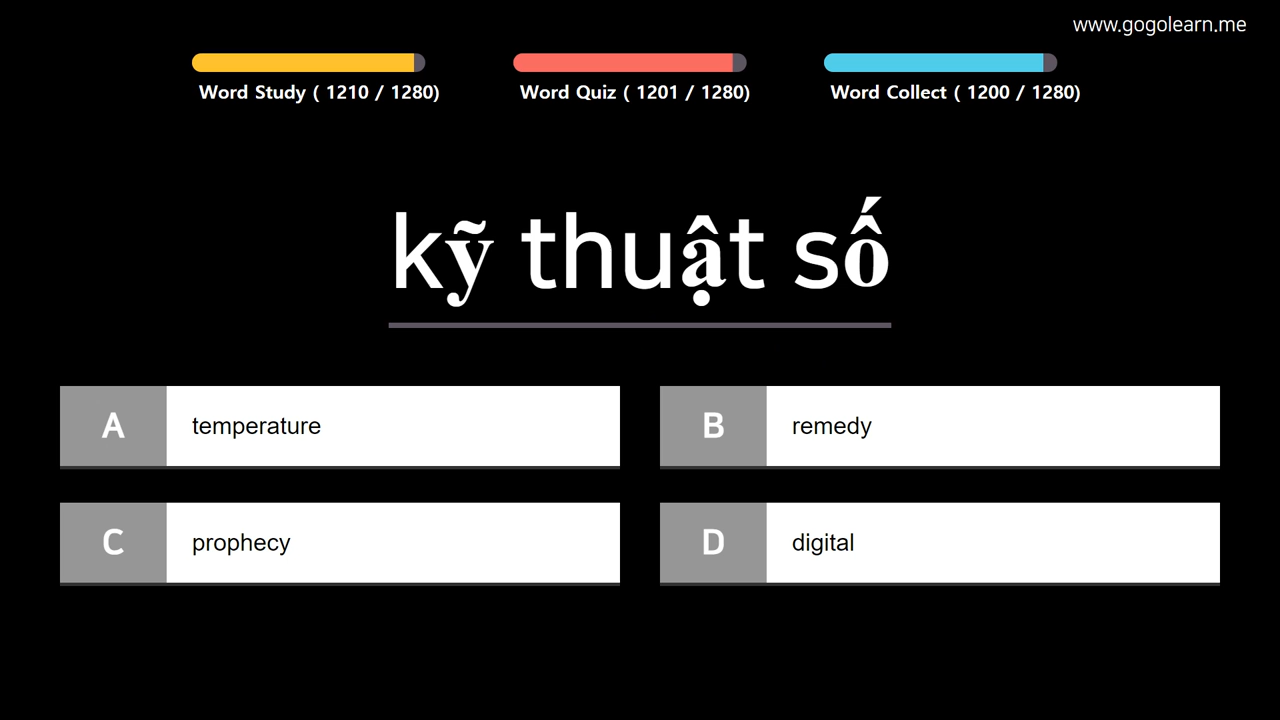 www.gogolearn.me
Word Study ( 1210 / 1280)
Word Quiz ( 1201 / 1280)
Word Collect ( 1200 / 1280)
kỹ thuật số
A temperature
B remedy
C prophecy
D digital